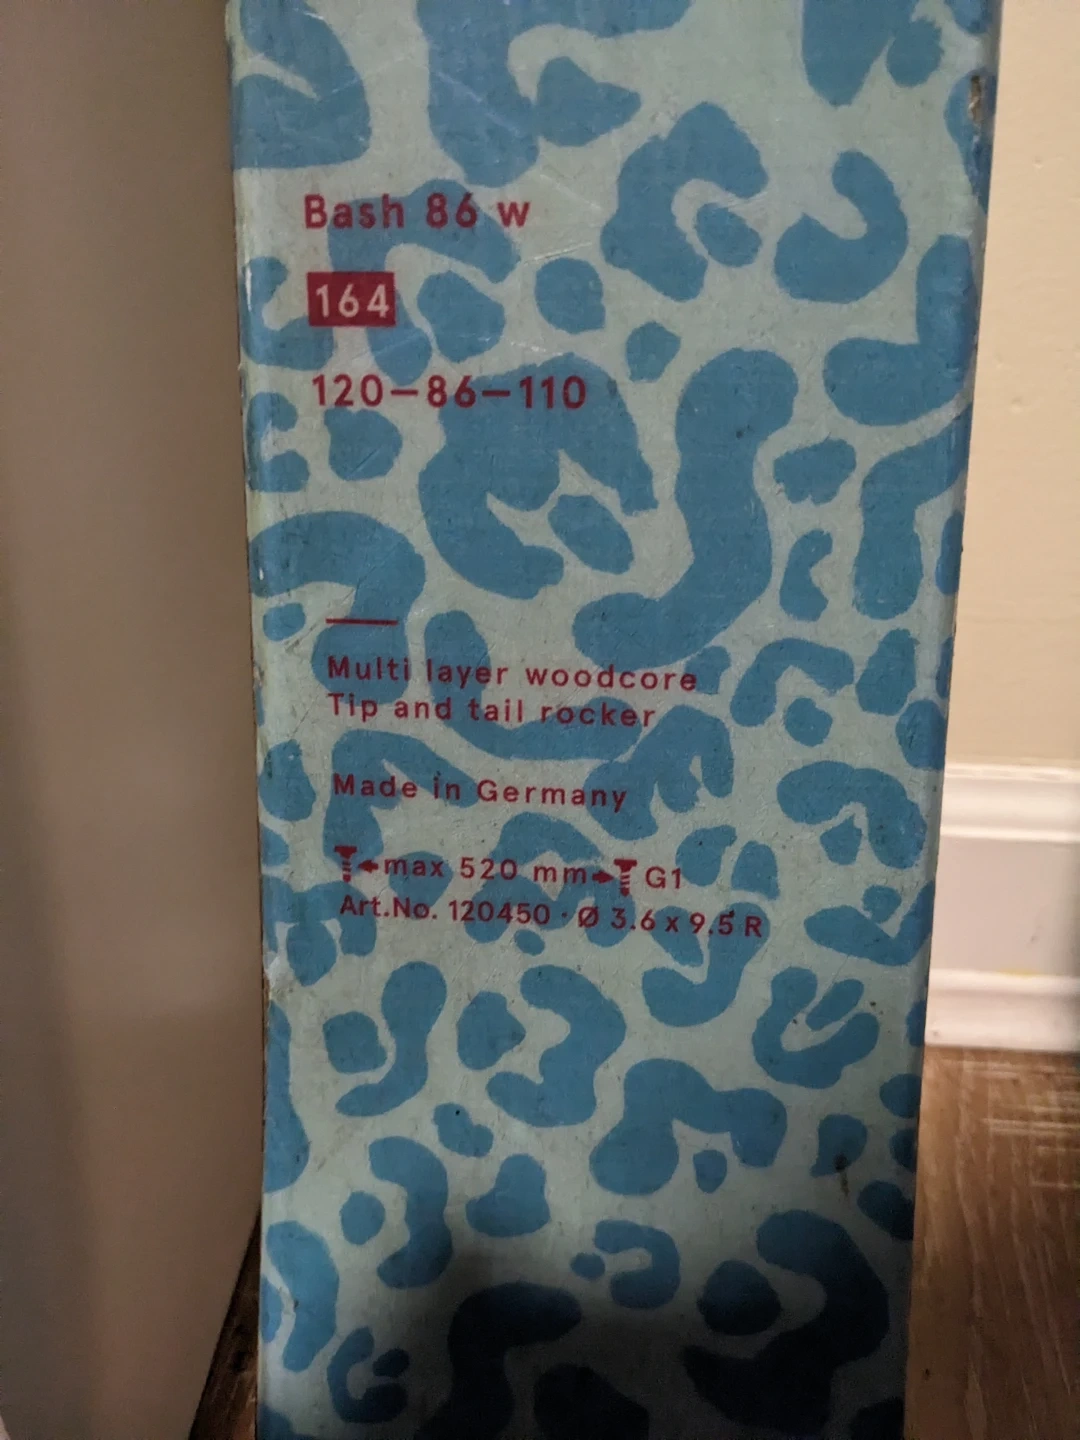 Bash 86 w
164
120–86–110
Multi layer woodcore
Tip and tail rocker
Made in Germany
←max 520 mm→ G1
Art.No. 120450 · Ø 3.6 x 9.5 R